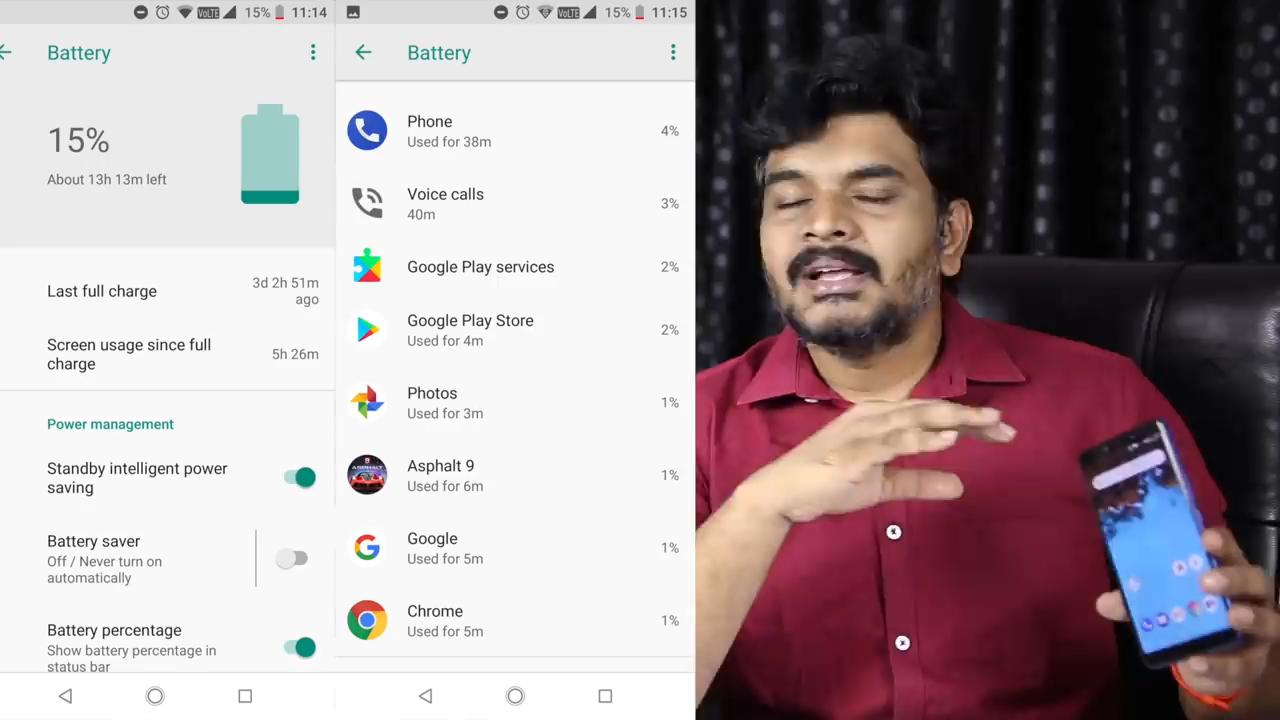 15% 11:14
Battery
15%
About 13h 13m left
Last full charge
3d 2h 51m
ago
Screen usage since full
charge
5h 26m
Power management
Standby intelligent power
saving
Battery saver
Off / Never turn on
automatically
Battery percentage
Show battery percentage in
status bar
VoLTE
15% 11:15
Battery
Phone
Used for 38m
4%
Voice calls
40m
3%
Google Play services
2%
Google Play Store
Used for 4m
2%
Photos
Used for 3m
1%
Asphalt 9
Used for 6m
1%
Google
Used for 5m
1%
Chrome
Used for 5m
1%
VoLTE
ASPHALT